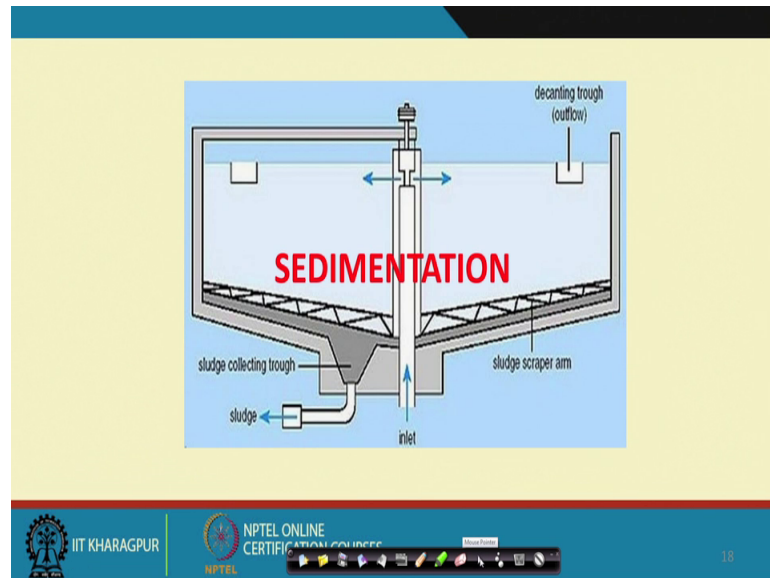 decanting trough
(outflow)
SEDIMENTATION
sludge collecting trough
sludge scraper arm
sludge
inlet
IIT KHARAGPUR
NPTEL
NPTEL ONLINE
CERTIFICATION COURSES
Mouse Pointer
18